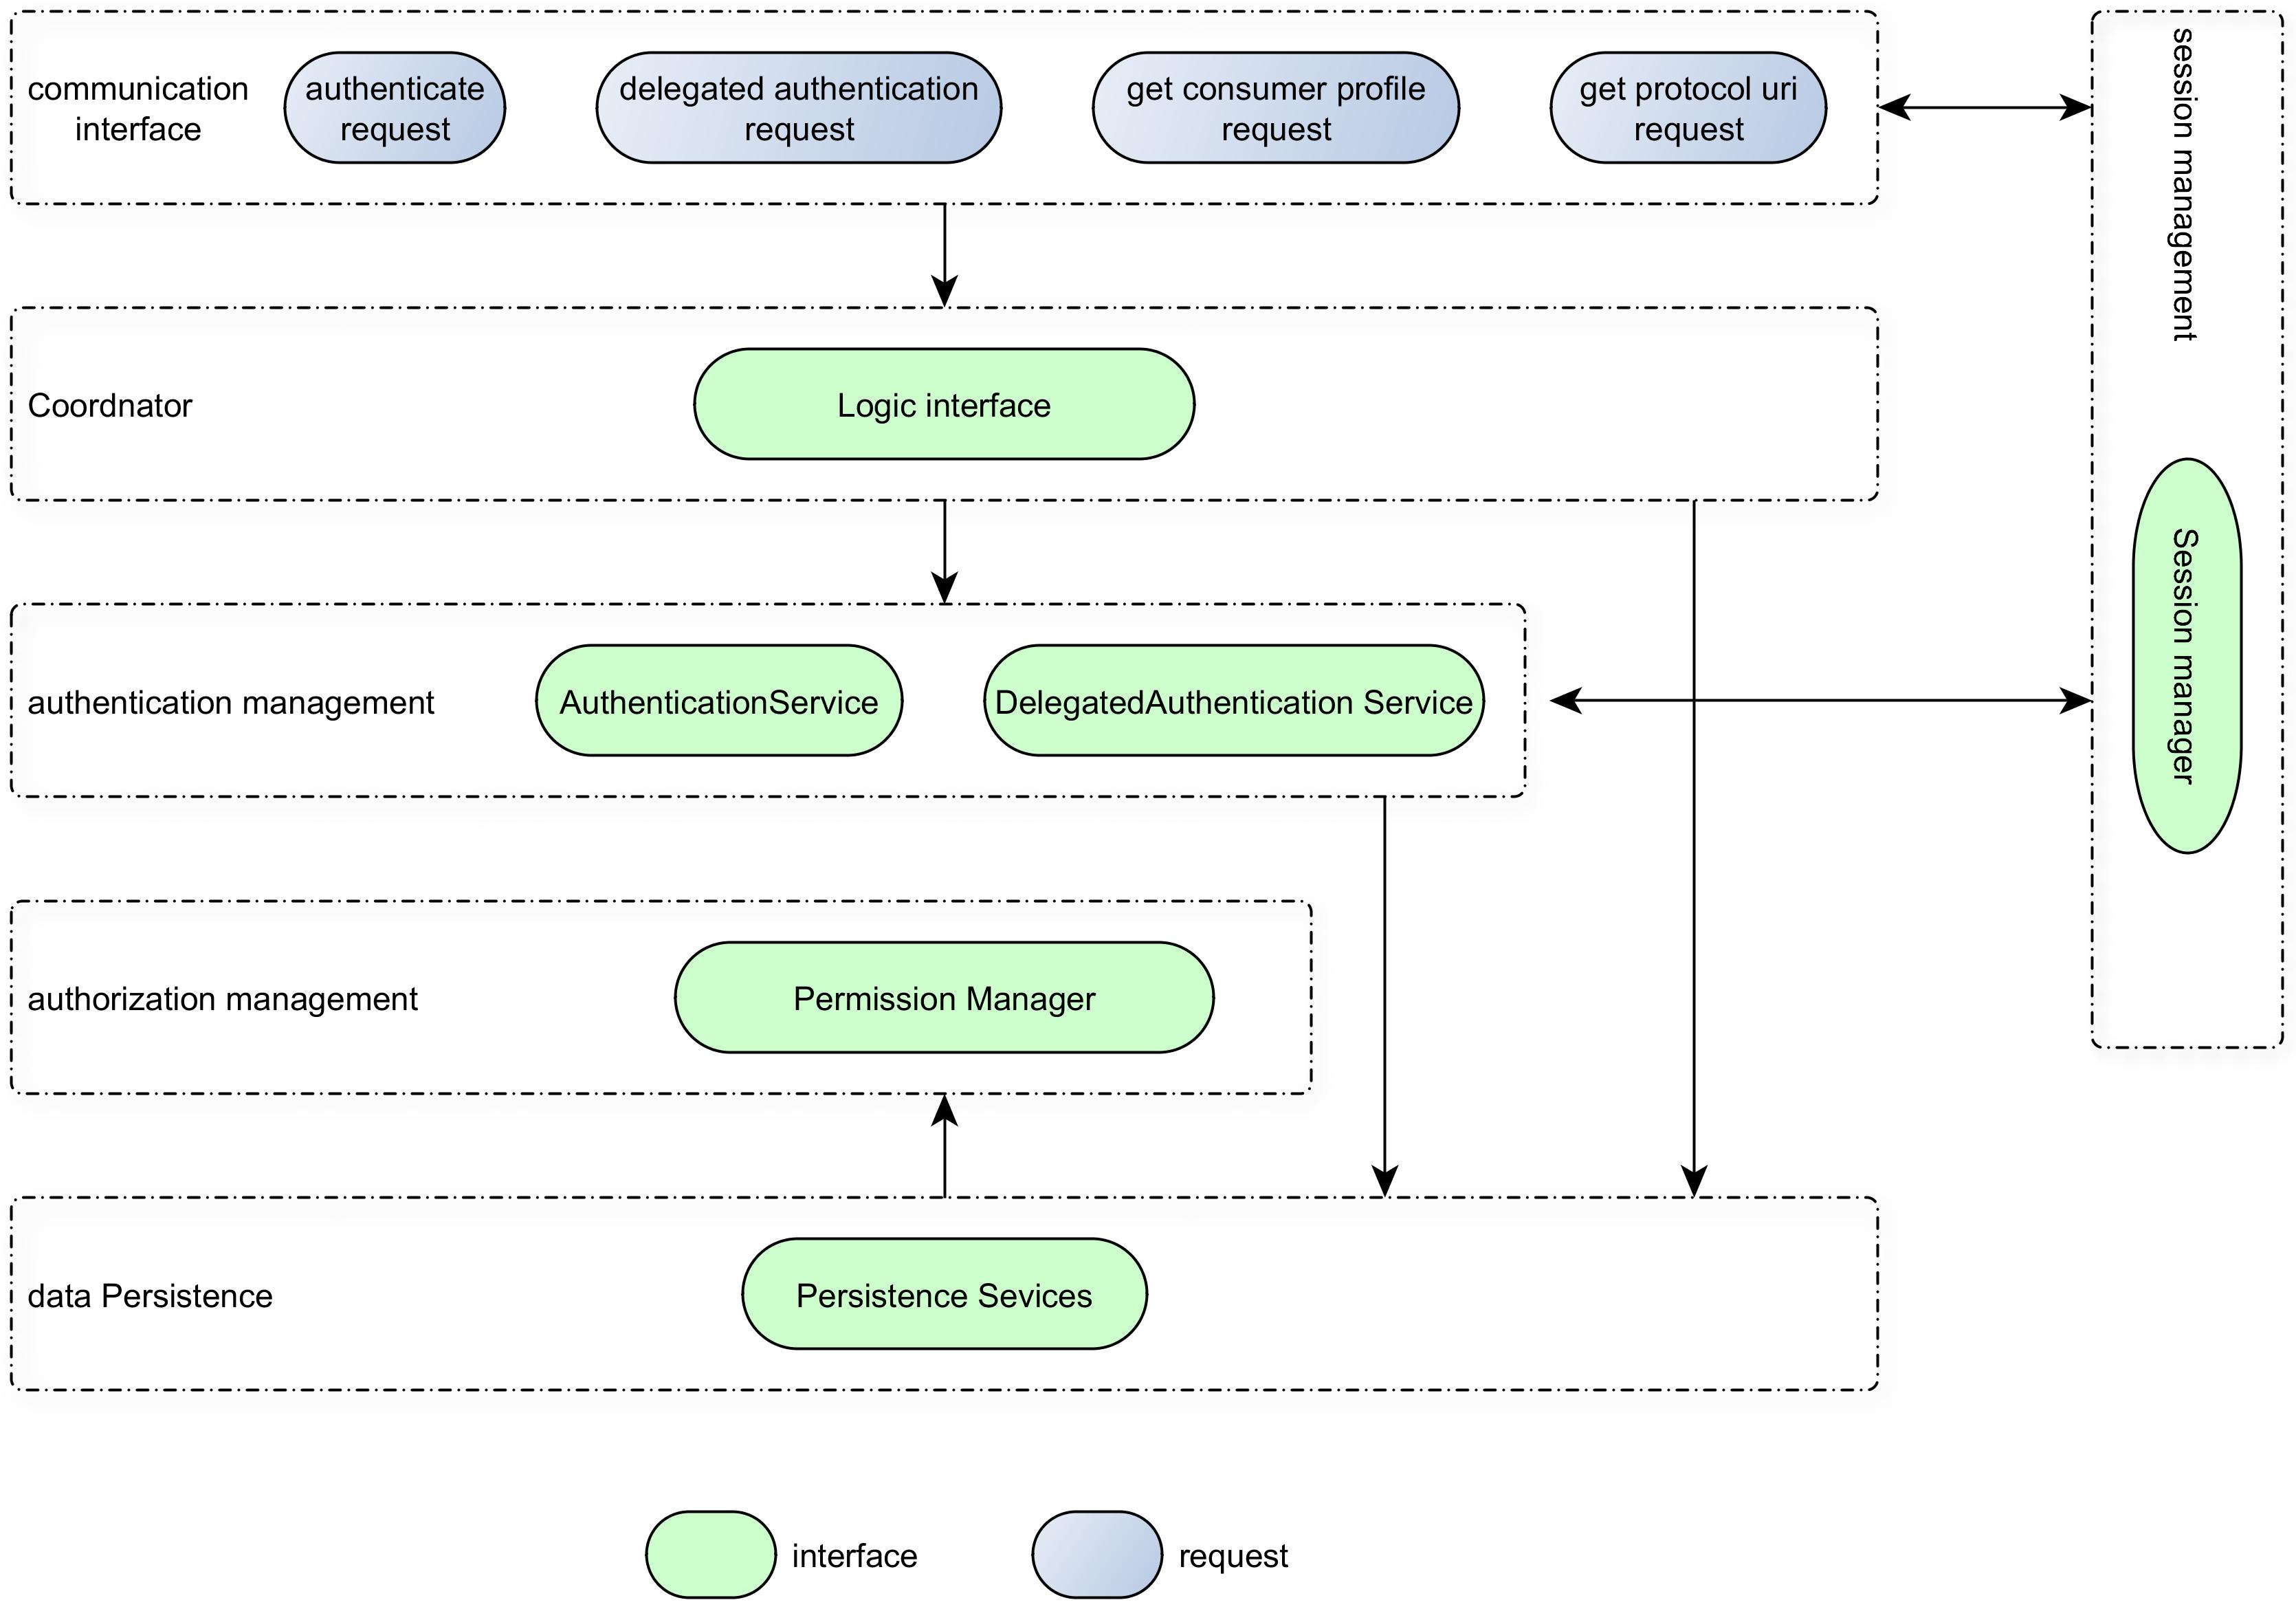 communication
interface
authenticate
request
delegated authentication
request
get consumer profile
request
get protocol uri
request
session management
Coordnator
Logic interface
authentication management
AuthenticationService
DelegatedAuthentication Service
Session manager
authorization management
Permission Manager
data Persistence
Persistence Sevices
interface
request